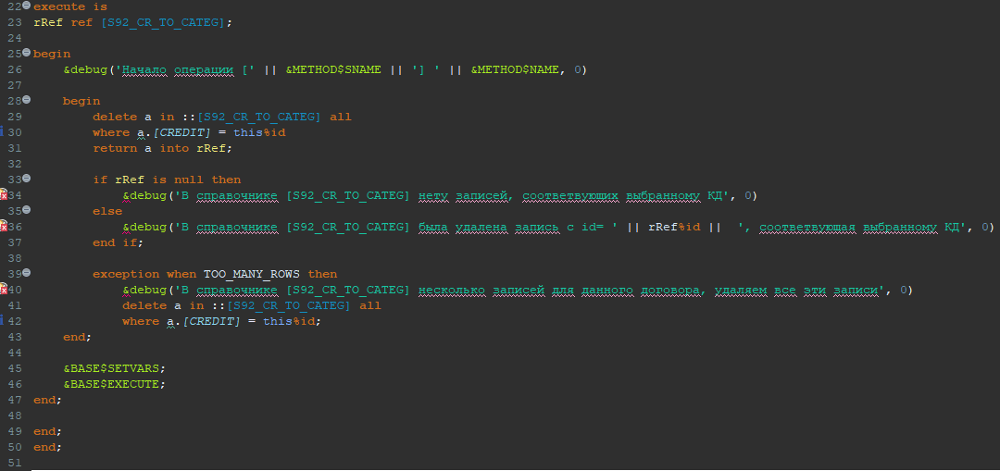 22 execute is
23 rRef ref [S92_CR_TO_CATEG];
24
25 begin
26 &debug('Начало операции [' || &METHOD$SNAME || '] ' || &METHOD$NAME, 0)
27
28 begin
29 delete a in ::[S92_CR_TO_CATEG] all
30 where a.[CREDIT] = this%id
31 return a into rRef;
32
33 if rRef is null then
34 &debug('В справочнике [S92_CR_TO_CATEG] нету записей, соответвующих выбранному КД', 0)
35 else
36 &debug('В справочнике [S92_CR_TO_CATEG] была удалена запись с id= ' || rRef%id ||  ', соответвующая выбранному КД', 0)
37 end if;
38
39 exception when TOO_MANY_ROWS then
40 &debug('В справочнике [S92_CR_TO_CATEG] несколько записей для данного договора, удаляем все эти записи', 0)
41 delete a in ::[S92_CR_TO_CATEG] all
42 where a.[CREDIT] = this%id;
43 end;
44
45 &BASE$SETVARS;
46 &BASE$EXECUTE;
47 end;
48
49 end;
50 end;
51